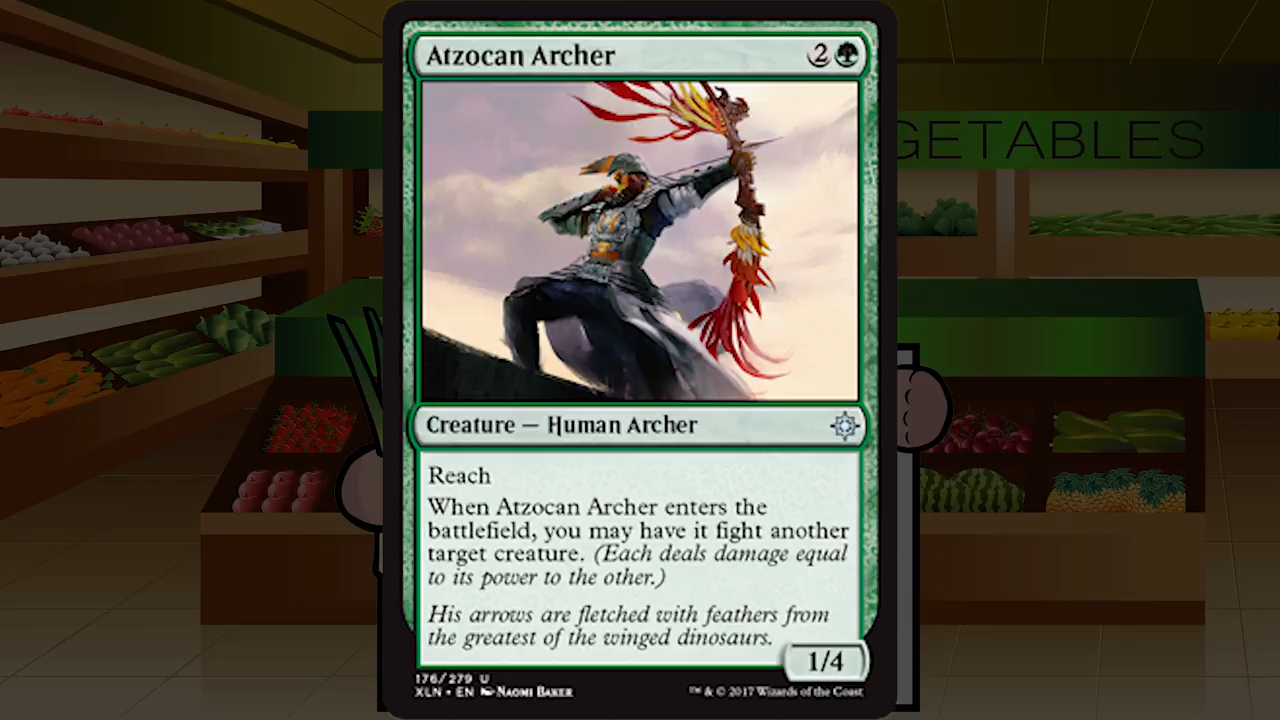 Atzocan Archer 2
GETABLES
Creature — Human Archer
Reach
When Atzocan Archer enters the
battlefield, you may have it fight another
target creature. (Each deals damage equal
to its power to the other.)
His arrows are fletched with feathers from
the greatest of the winged dinosaurs.
1/4
176/279 U
XLN • EN Naomi Baker
™ & © 2017 Wizards of the Coast